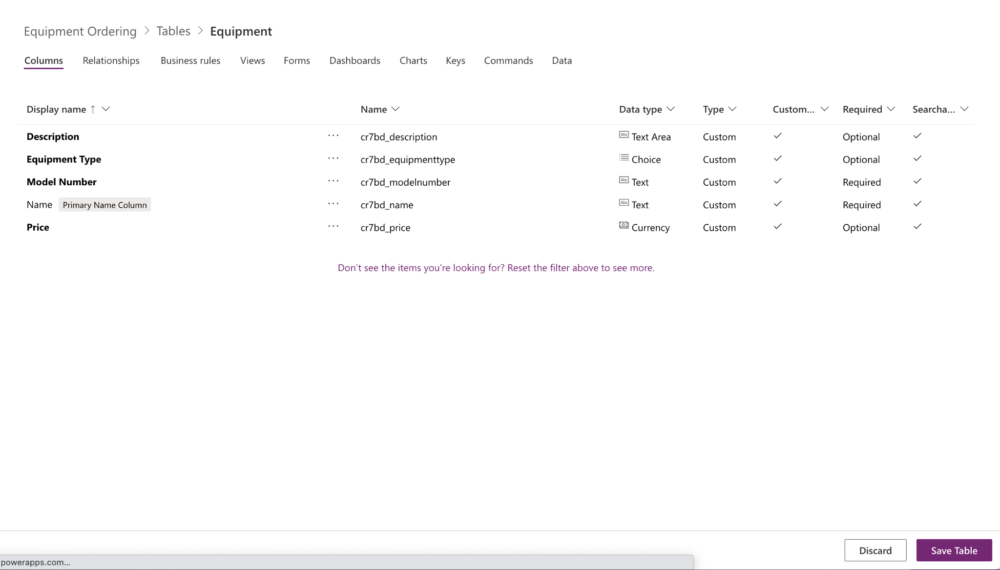 Equipment Ordering > Tables > Equipment
Columns Relationships Business rules Views Forms Dashboards Charts Keys Commands Data
Display name ↑ Name Data type Type Custom... Required Searcha...
Description ··· cr7bd_description Abc Text Area Custom ✓ Optional ✓
Equipment Type ··· cr7bd_equipmenttype Choice Custom ✓ Optional ✓
Model Number ··· cr7bd_modelnumber Abc Text Custom ✓ Required ✓
Name Primary Name Column ··· cr7bd_name Abc Text Custom ✓ Required ✓
Price ··· cr7bd_price Currency Custom ✓ Optional ✓
Don’t see the items you’re looking for? Reset the filter above to see more.
Discard Save Table
powerapps.com...